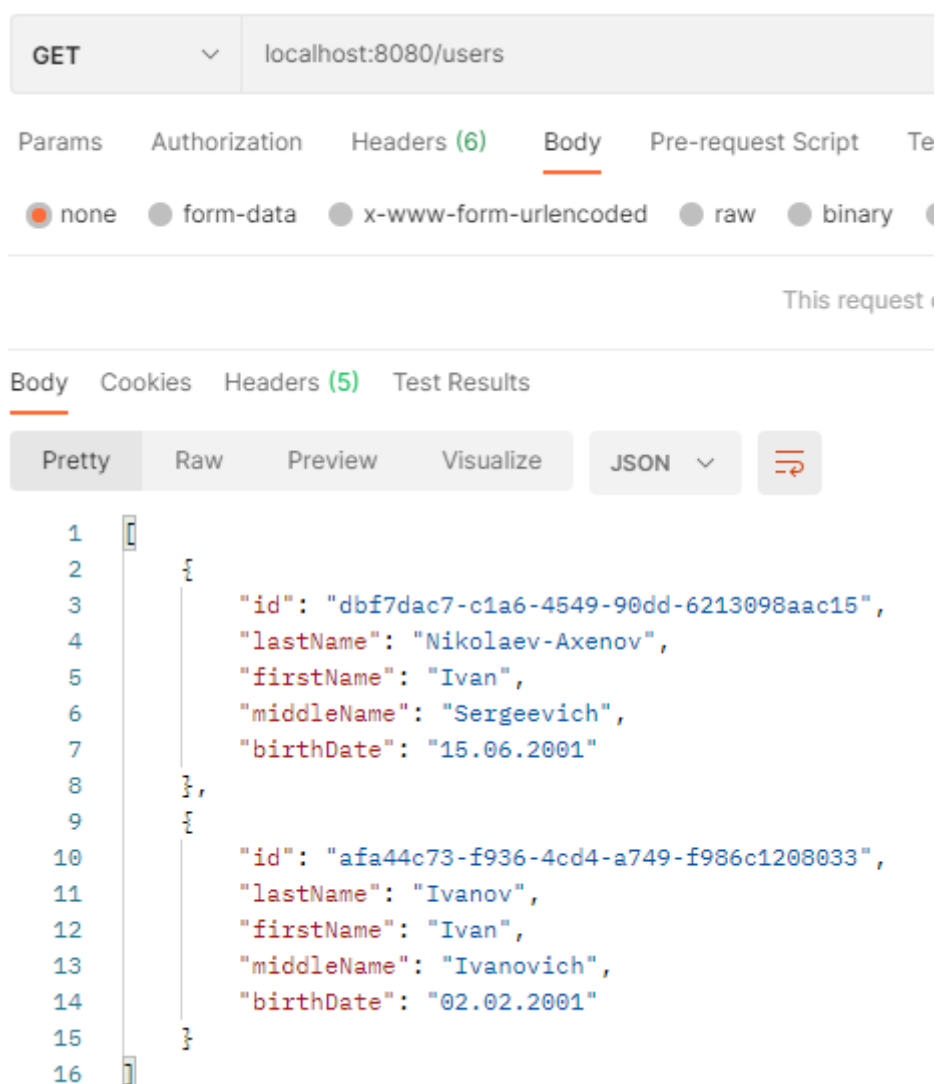 GET localhost:8080/users
Params Authorization Headers (6) Body Pre-request Script Te
none form-data x-www-form-urlencoded raw binary
This request
Body Cookies Headers (5) Test Results
Pretty Raw Preview Visualize JSON
1 [
2 {
3 "id": "dbf7dac7-c1a6-4549-90dd-6213098aac15",
4 "lastName": "Nikolaev-Axenov",
5 "firstName": "Ivan",
6 "middleName": "Sergeevich",
7 "birthDate": "15.06.2001"
8 },
9 {
10 "id": "afa44c73-f936-4cd4-a749-f986c1208033",
11 "lastName": "Ivanov",
12 "firstName": "Ivan",
13 "middleName": "Ivanovich",
14 "birthDate": "02.02.2001"
15 }
16 ]